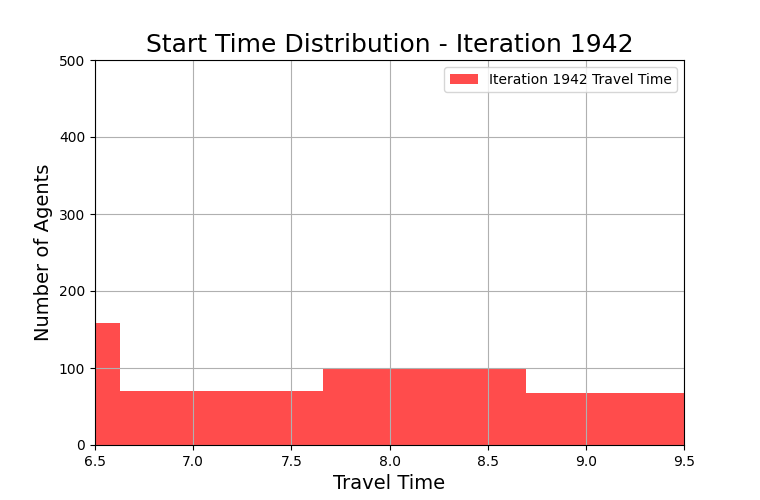 Start Time Distribution - Iteration 1942
500
Iteration 1942 Travel Time
400
300
200
100
0
Number of Agents
6.5 7.0 7.5 8.0 8.5 9.0 9.5
Travel Time